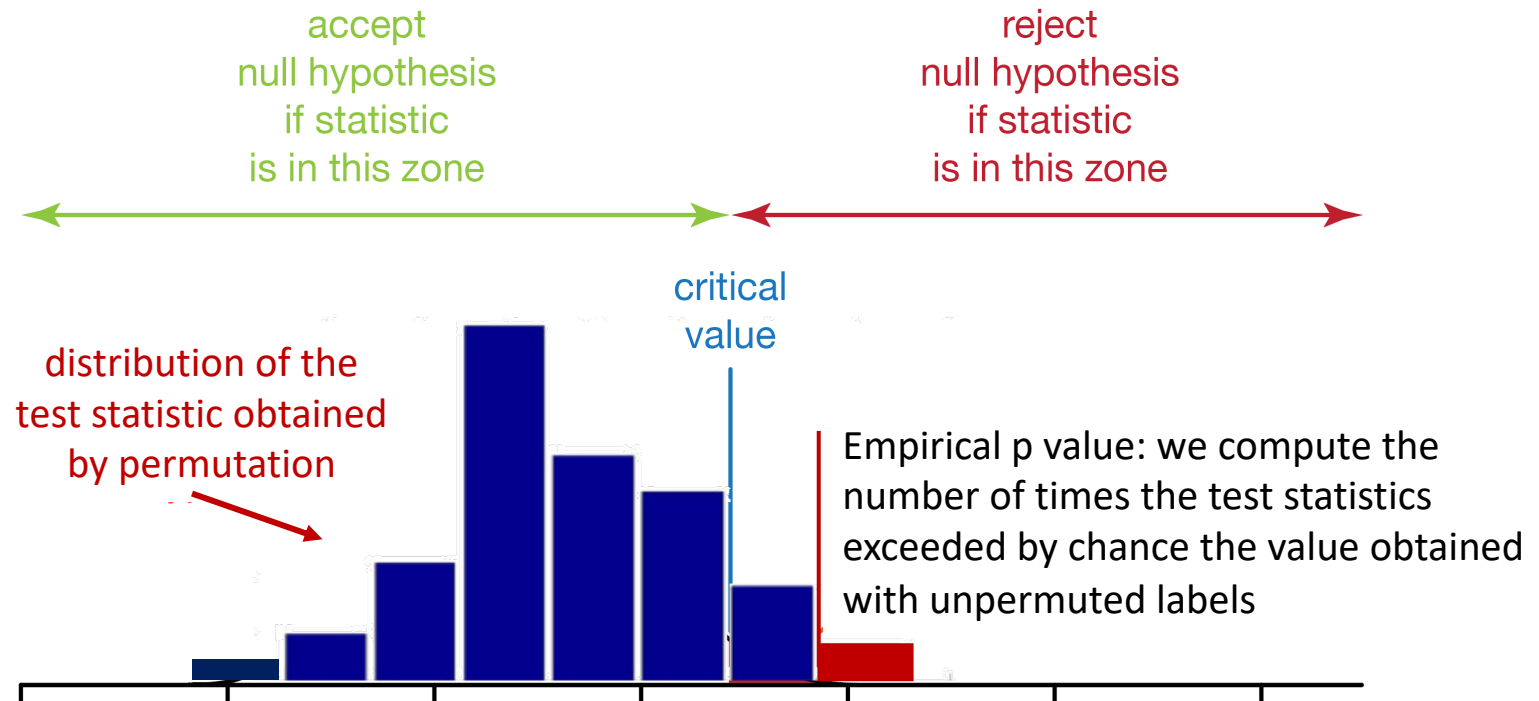 accept
null hypothesis
if statistic
is in this zone
reject
null hypothesis
if statistic
is in this zone
critical
value
distribution of the
test statistic obtained
by permutation
Empirical p value: we compute the
number of times the test statistics
exceeded by chance the value obtained
with unpermuted labels